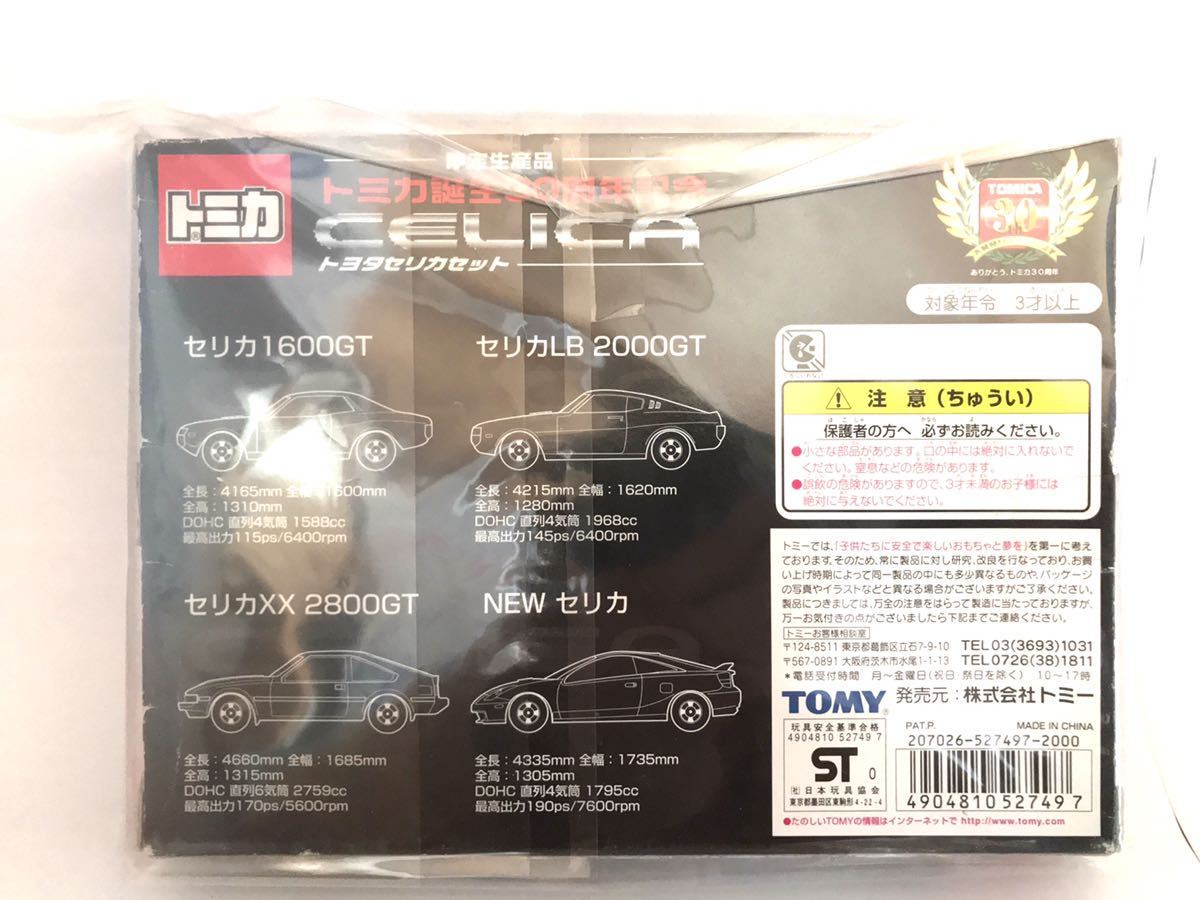 トミカ
限定生産品
トミカ誕生30周年記念
CELICA
トヨタセリカセット
TOMICA
30th
ありがとう、トミカ30周年
対象年令 3才以上
セリカ1600GT
全長：4165mm 全幅：1600mm
全高：1310mm
DOHC 直列4気筒 1588cc
最高出力115ps/6400rpm
セリカLB 2000GT
全長：4215mm 全幅：1620mm
全高：1280mm
DOHC 直列4気筒 1968cc
最高出力145ps/6400rpm
セリカXX 2800GT
全長：4660mm 全幅：1685mm
全高：1315mm
DOHC 直列6気筒 2759cc
最高出力170ps/5600rpm
NEW セリカ
全長：4335mm 全幅：1735mm
全高：1305mm
DOHC 直列4気筒 1795cc
最高出力190ps/7600rpm
注 意（ちゅうい）
保護者の方へ 必ずお読みください。
●小さな部品があります。口の中には絶対に入れないで
ください。窒息などの危険があります。
●誤飲の危険がありますので、3才未満のお子様には
絶対に与えないでください。
トミーでは、「子供たちに安全で楽しいおもちゃと夢を」を第一に考え
ております。そのため、常に製品に対し研究、改良を行なっており、お買
い上げ時期によって同一製品の中にも多少異なるものや、パッケージ
の写真やイラストなどと異なる場合がございますがご了承ください。
製品につきましては、万全の注意をはらって製造に当たっておりますが、
万一お気付きの点がございましたら下記までご連絡ください。
トミーお客様相談室
〒124-8511 東京都葛飾区立石7-9-10 TEL.03(3693)1031
〒567-0891 大阪府茨木市水尾1-1-13 TEL.0726(38)1811
＊電話受付時間 月～金曜日（祝日 祭日を除く） 10～17時
TOMY 発売元：株式会社トミー
玩具安全基準合格
4904810 52749 7
ST 0
(社)日本玩具協会
東京都墨田区東駒形4-22-4
PAT.P. MADE IN CHINA
207026-527497-2000
4904810527497
●たのしいTOMYの情報はインターネットで http://www.tomy.com